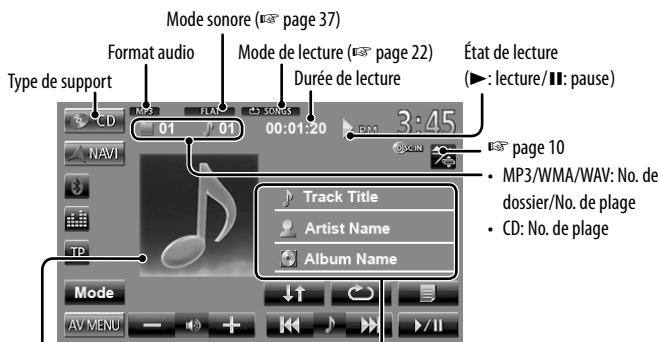 Mode sonore (☞ page 37)
Format audio
Mode de lecture (☞ page 22)
État de lecture
Type de support
Durée de lecture
(►: lecture/II: pause)
MP3
FLAT
SONGS
CD
01
01
00:01:20
PM
3:45
DISC IN
☞ page 10
NAVI
• MP3/WMA/WAV: No. de
dossier/No. de plage
• CD: No. de plage
Track Title
Artist Name
Album Name
TP
Mode
AV MENU